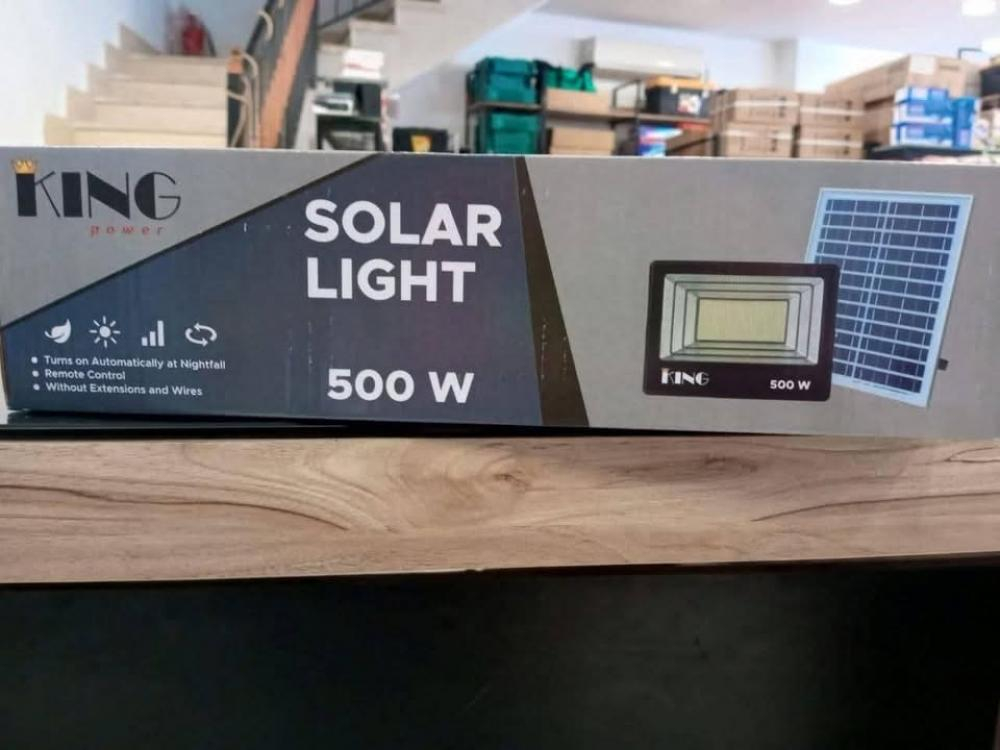 KING
power
SOLAR
LIGHT
500 W
Turns on Automatically at Nightfall
Remote Control
Without Extensions and Wires
KING
500 W